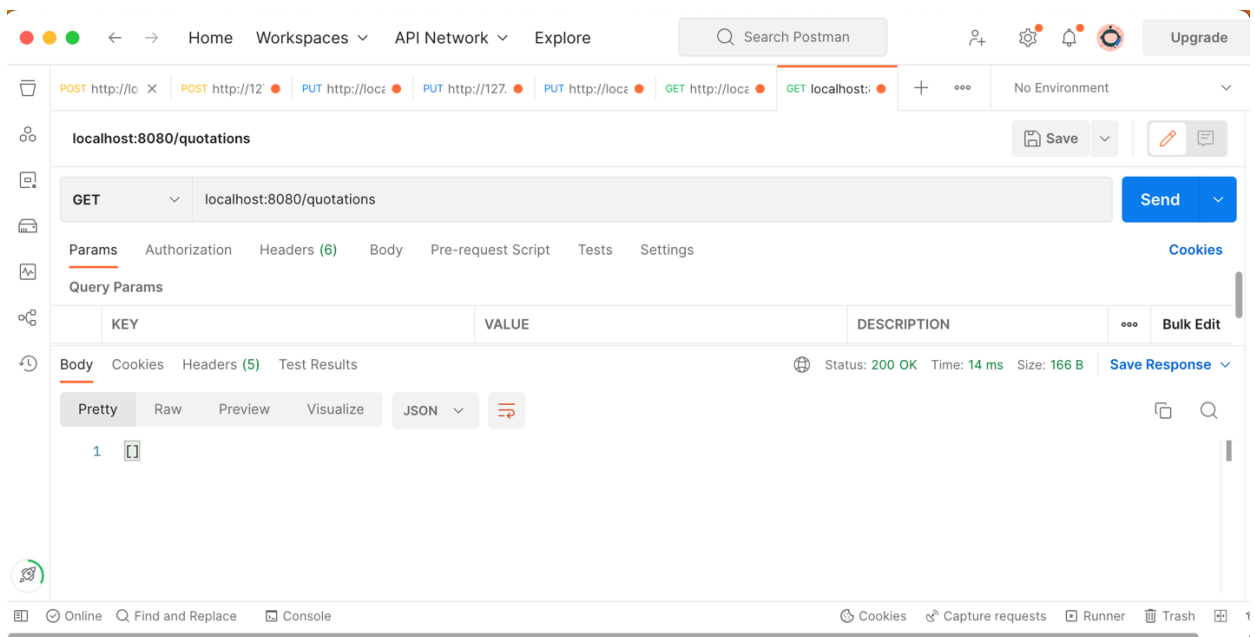 Home Workspaces API Network Explore Search Postman Upgrade
POST http://lo POST http://12 PUT http://loca PUT http://127. PUT http://loca GET http://loca GET localhost: No Environment
localhost:8080/quotations Save
GET localhost:8080/quotations Send
Params Authorization Headers (6) Body Pre-request Script Tests Settings Cookies
Query Params
KEY VALUE DESCRIPTION Bulk Edit
Body Cookies Headers (5) Test Results Status: 200 OK Time: 14 ms Size: 166 B Save Response
Pretty Raw Preview Visualize JSON
1 []
Online Find and Replace Console Cookies Capture requests Runner Trash